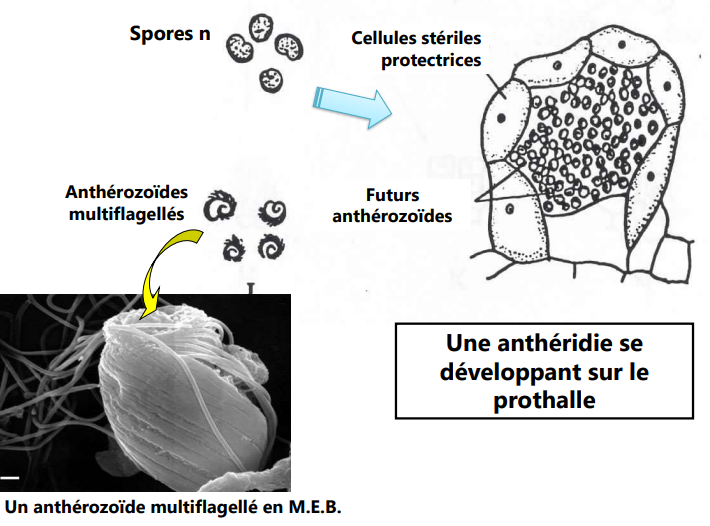 Spores n
Cellules stériles
protectrices
Anthérozoïdes
multiflagellés
Futurs
anthérozoïdes
Une anthéridie se
développant sur le
prothalle
Un anthérozoïde multiflagellé en M.E.B.